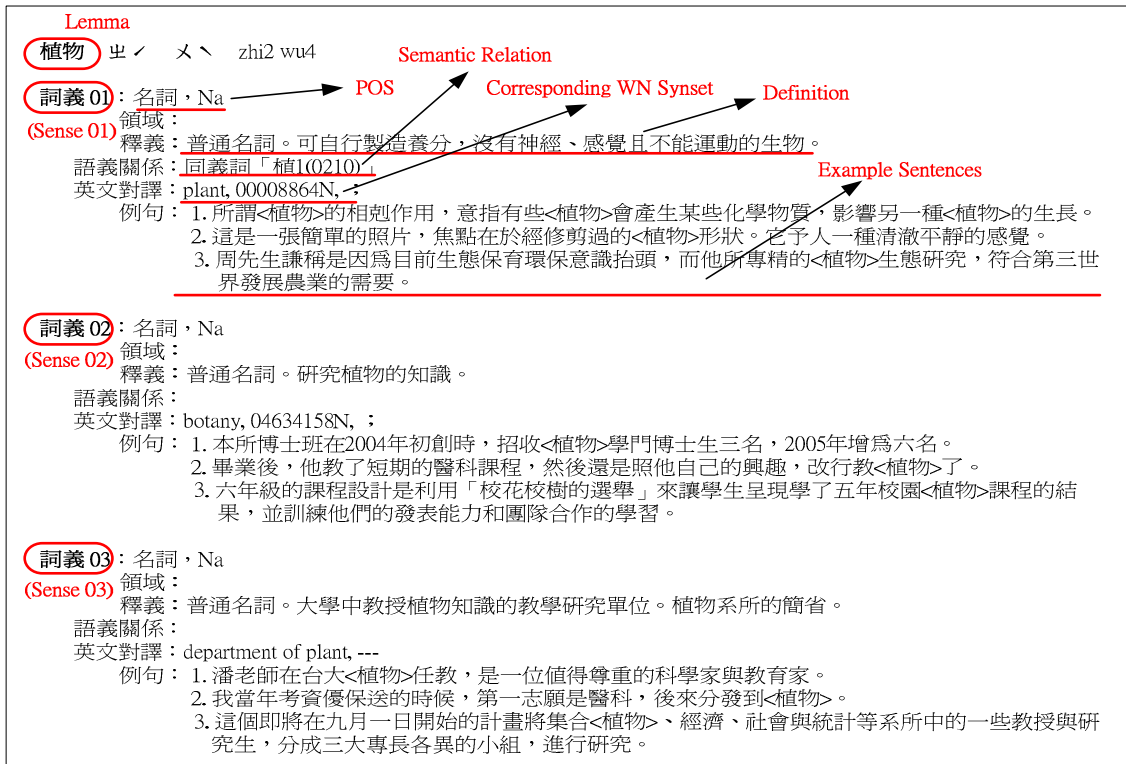 Lemma
植物 ㄓˊ ㄨˋ zhi2 wu4
Semantic Relation
詞義 01：名詞，Na
POS
Corresponding WN Synset
Definition
(Sense 01)
領域：
釋義：普通名詞。可自行製造養分，沒有神經、感覺且不能運動的生物。
語義關係：同義詞「植1(0210)」
Example Sentences
英文對譯：plant, 00008864N, ；
例句：1. 所謂<植物>的相剋作用，意指有些<植物>會產生某些化學物質，影響另一種<植物>的生長。
2. 這是一張簡單的照片，焦點在於經修剪過的<植物>形狀。它予人一種清澈平靜的感覺。
3. 周先生謙稱是因為目前生態保育環保意識抬頭，而他所專精的<植物>生態研究，符合第三世
界發展農業的需要。
詞義 02：名詞，Na
(Sense 02)
領域：
釋義：普通名詞。研究植物的知識。
語義關係：
英文對譯：botany, 04634158N, ；
例句：1. 本所博士班在2004年初創時，招收<植物>學門博士生三名，2005年增為六名。
2. 畢業後，他教了短期的醫科課程，然後還是照他自己的興趣，改行教<植物>了。
3. 六年級的課程設計是利用「校花校樹的選舉」來讓學生呈現學了五年校園<植物>課程的結
果，並訓練他們的發表能力和團隊合作的學習。
詞義 03：名詞，Na
(Sense 03)
領域：
釋義：普通名詞。大學中教授植物知識的教學研究單位。植物系所的簡省。
語義關係：
英文對譯：department of plant, ---
例句：1. 潘老師在台大<植物>任教，是一位值得尊重的科學家與教育家。
2. 我當年考資優保送的時候，第一志願是醫科，後來分發到<植物>。
3. 這個即將在九月一日開始的計畫將集合<植物>、經濟、社會與統計等系所中的一些教授與研
究生，分成三大專長各異的小組，進行研究。